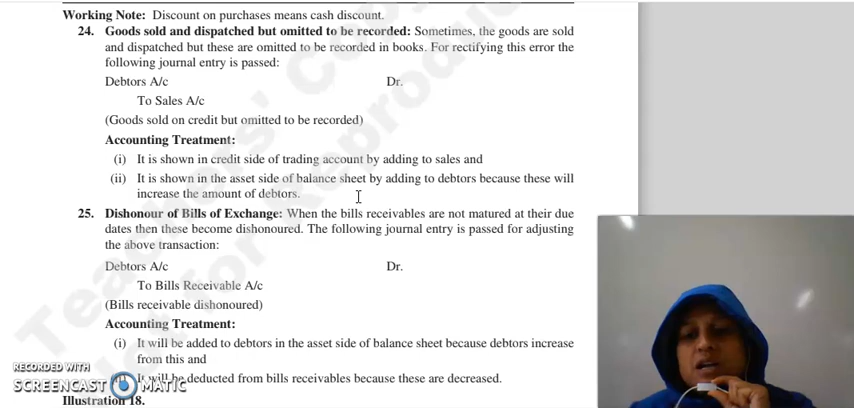 Working Note: Discount on purchases means cash discount.
24. Goods sold and dispatched but omitted to be recorded: Sometimes, the goods are sold
and dispatched but these are omitted to be recorded in books. For rectifying this error the
following journal entry is passed:
Debtors A/c Dr.
To Sales A/c
(Goods sold on credit but omitted to be recorded)
Accounting Treatment:
(i) It is shown in credit side of trading account by adding to sales and
(ii) It is shown in the asset side of balance sheet by adding to debtors because these will
increase the amount of debtors.
25. Dishonour of Bills of Exchange: When the bills receivables are not matured at their due
dates then these become dishonoured. The following journal entry is passed for adjusting
the above transaction:
Debtors A/c Dr.
To Bills Receivable A/c
(Bills receivable dishonoured)
Accounting Treatment:
(i) It will be added to debtors in the asset side of balance sheet because debtors increase
from this and
It will be deducted from bills receivables because these are decreased.
Illustration 18.
RECORDED WITH
SCREENCAST MATIC
Teachers' Copy
Not for